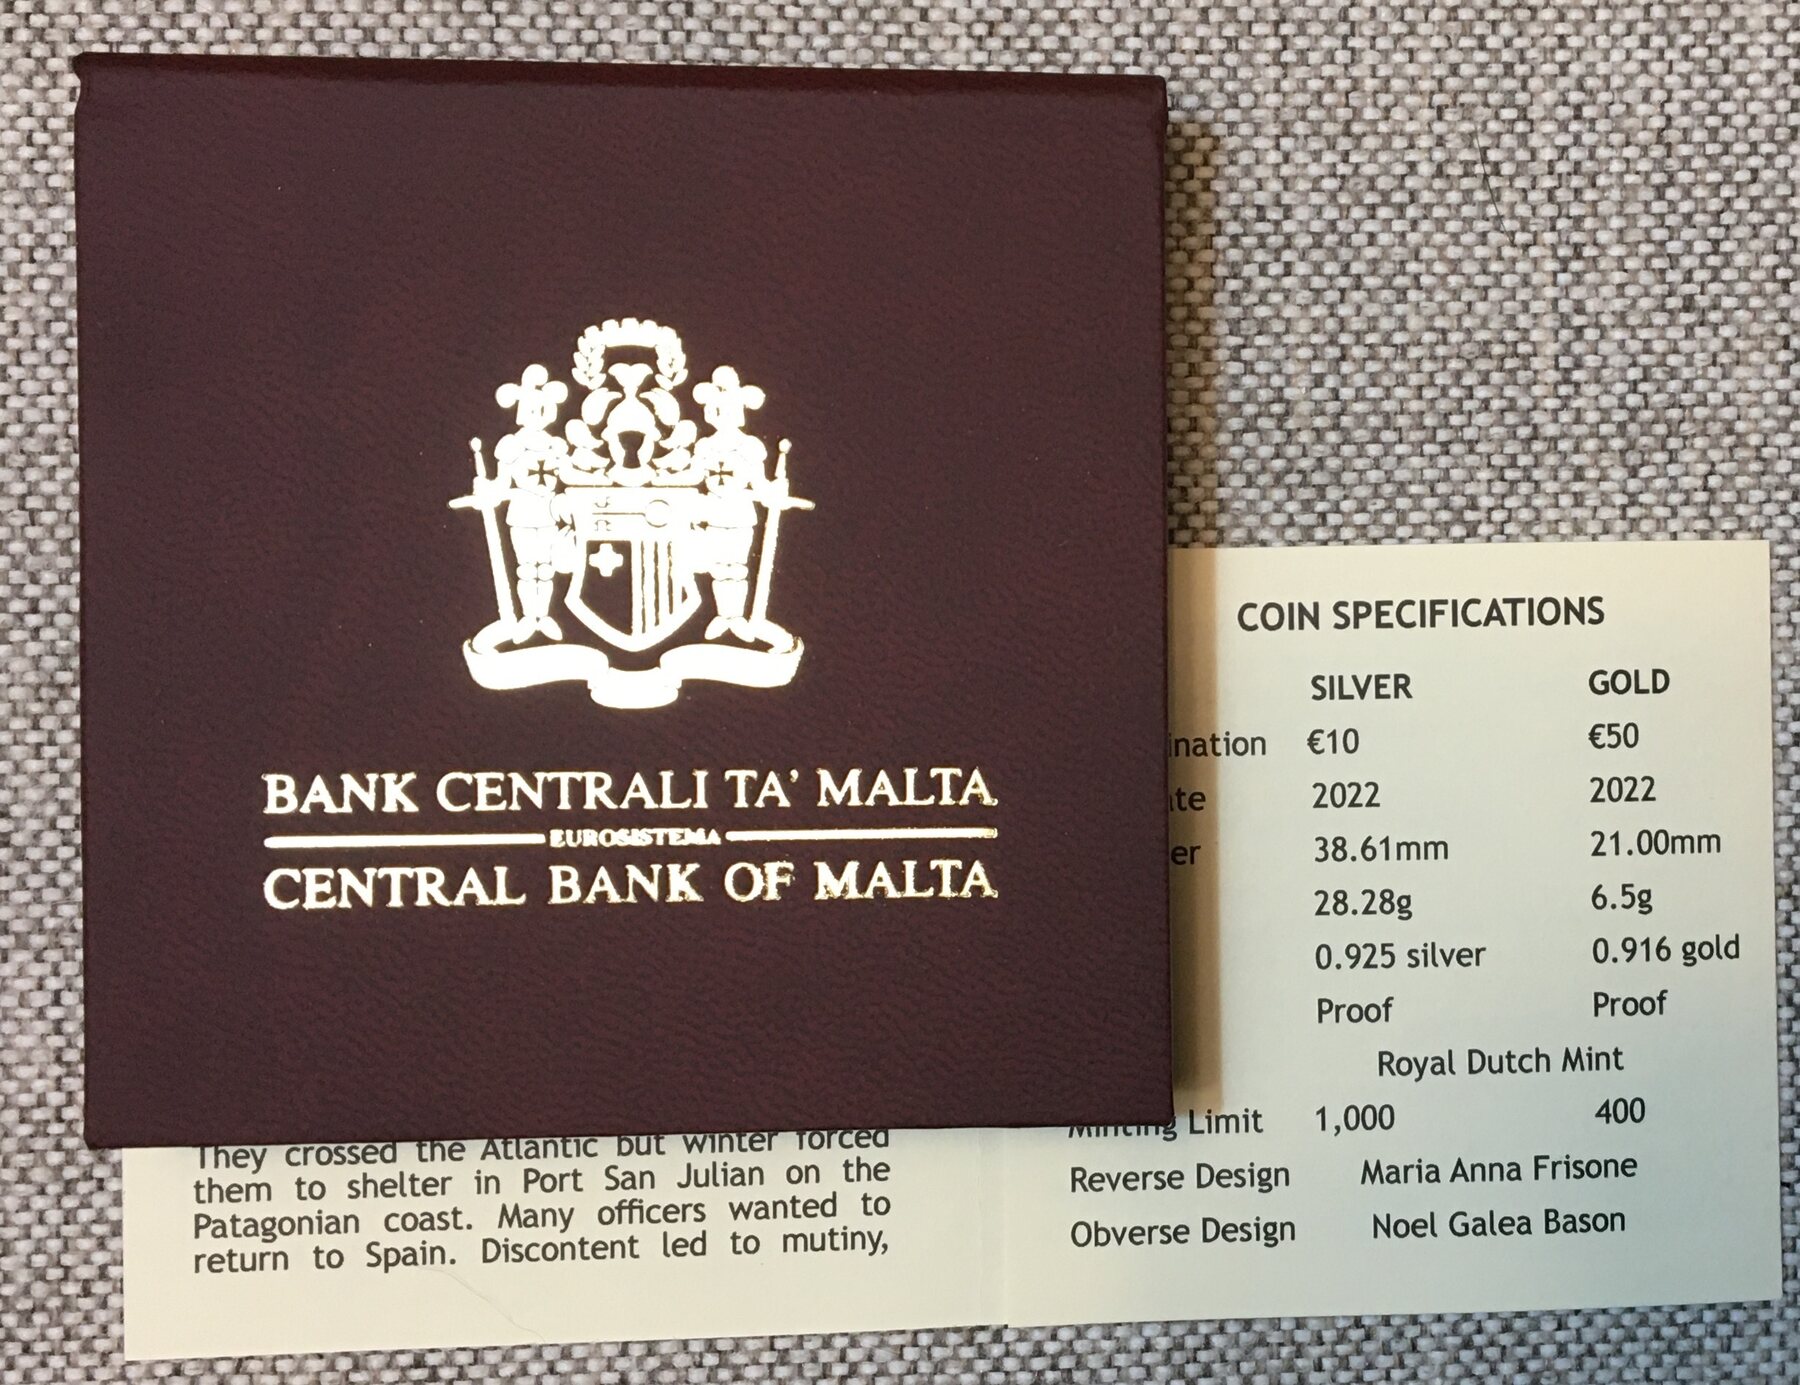 BANK CENTRALI TA' MALTA
EUROSISTEMA
CENTRAL BANK OF MALTA
They crossed the Atlantic but winter forced
them to shelter in Port San Julian on the
Patagonian coast. Many officers wanted to
return to Spain. Discontent led to mutiny,
COIN SPECIFICATIONS
SILVER GOLD
€10 €50
2022 2022
38.61mm 21.00mm
28.28g 6.5g
0.925 silver 0.916 gold
Proof Proof
Royal Dutch Mint
Minting Limit 1,000 400
Reverse Design Maria Anna Frisone
Obverse Design Noel Galea Bason